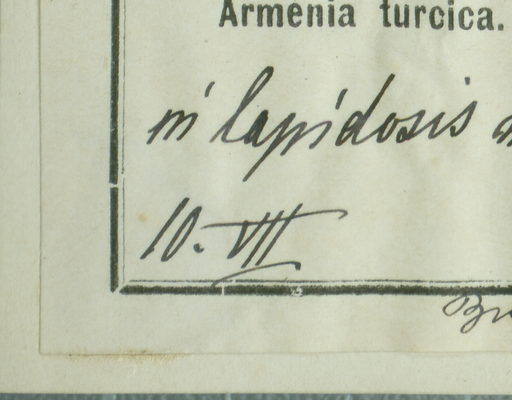 Armenia turcica.
in lapidosis
10. VII